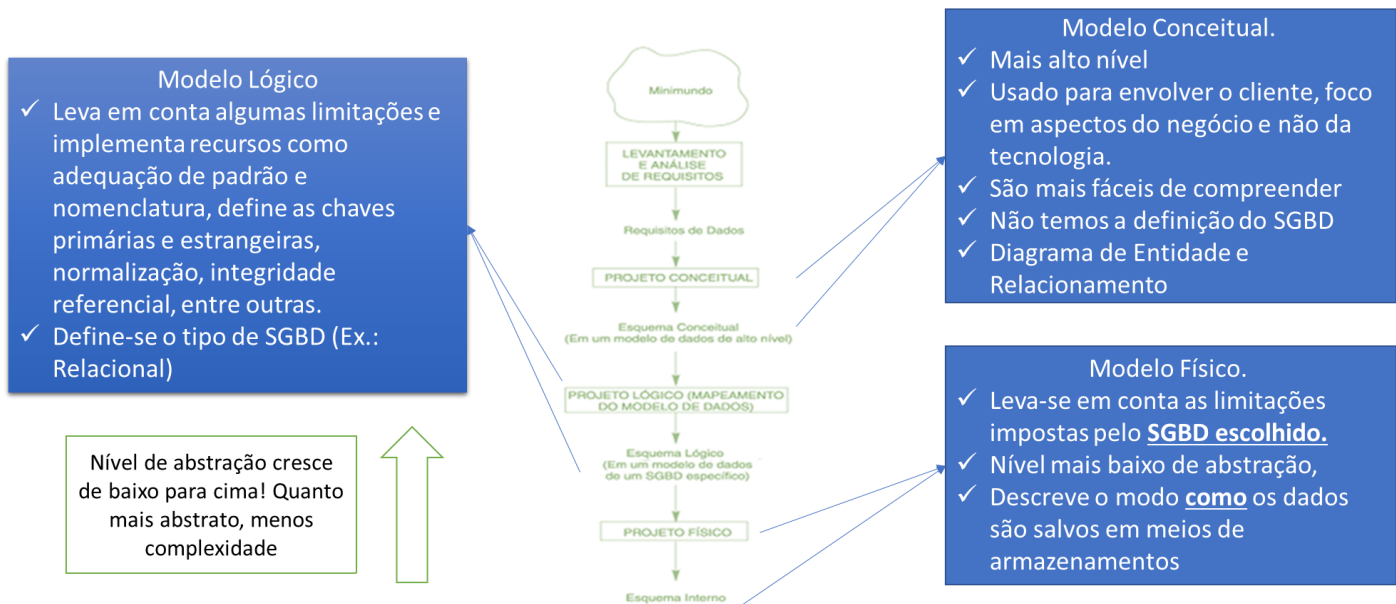 Modelo Lógico
✓ Leva em conta algumas limitações e
implementa recursos como
adequação de padrão e
nomenclatura, define as chaves
primárias e estrangeiras,
normalização, integridade
referencial, entre outras.
✓ Define-se o tipo de SGBD (Ex.:
Relacional)
Nível de abstração cresce
de baixo para cima! Quanto
mais abstrato, menos
complexidade
Minimundo
LEVANTAMENTO
E ANÁLISE
DE REQUISITOS
Requisitos de Dados
PROJETO CONCEITUAL
Esquema Conceitual
(Em um modelo de dados de alto nível)
PROJETO LÓGICO (MAPEAMENTO
DO MODELO DE DADOS)
Esquema Lógico
(Em um modelo de dados
de um SGBD específico)
PROJETO FÍSICO
Esquema Interno
Modelo Conceitual.
✓ Mais alto nível
✓ Usado para envolver o cliente, foco
em aspectos do negócio e não da
tecnologia.
✓ São mais fáceis de compreender
✓ Não temos a definição do SGBD
✓ Diagrama de Entidade e
Relacionamento
Modelo Físico.
✓ Leva-se em conta as limitações
impostas pelo SGBD escolhido.
✓ Nível mais baixo de abstração,
✓ Descreve o modo como os dados
são salvos em meios de
armazenamentos